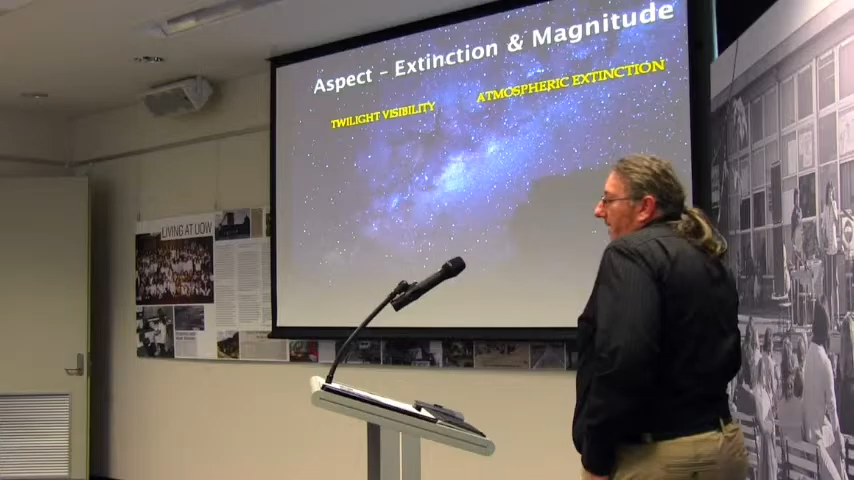 Aspect – Extinction & Magnitude
TWILIGHT VISIBILITY
ATMOSPHERIC EXTINCTION
LIVING AT UOW